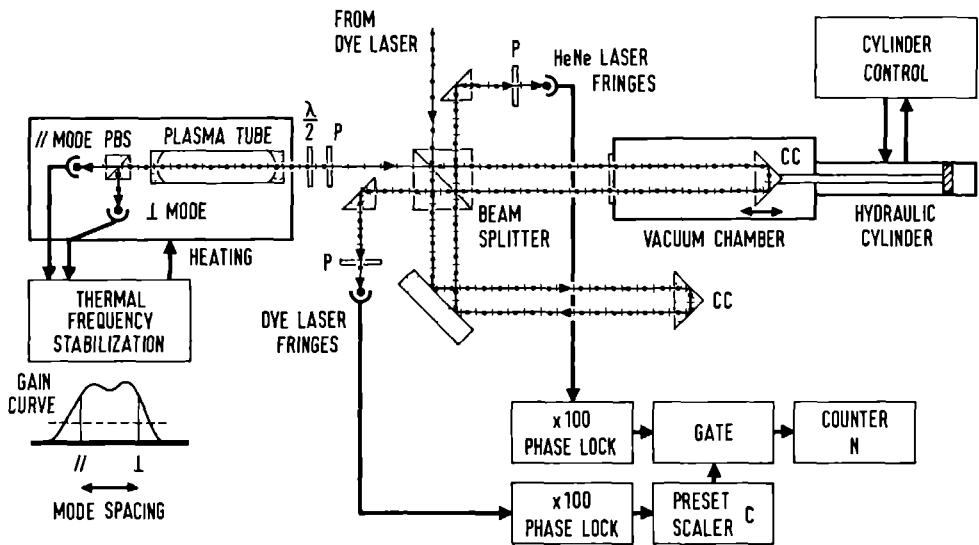 FROM
DYE LASER
P
HeNe LASER
FRINGES
CYLINDER
CONTROL
// MODE
PBS
PLASMA TUBE
λ/2
P
⊥ MODE
HEATING
BEAM
SPLITTER
CC
VACUUM CHAMBER
HYDRAULIC
CYLINDER
THERMAL
FREQUENCY
STABILIZATION
P
DYE LASER
FRINGES
CC
GAIN
CURVE
// ⊥
MODE SPACING
x100
PHASE LOCK
GATE
COUNTER
N
x100
PHASE LOCK
PRESET
SCALER C